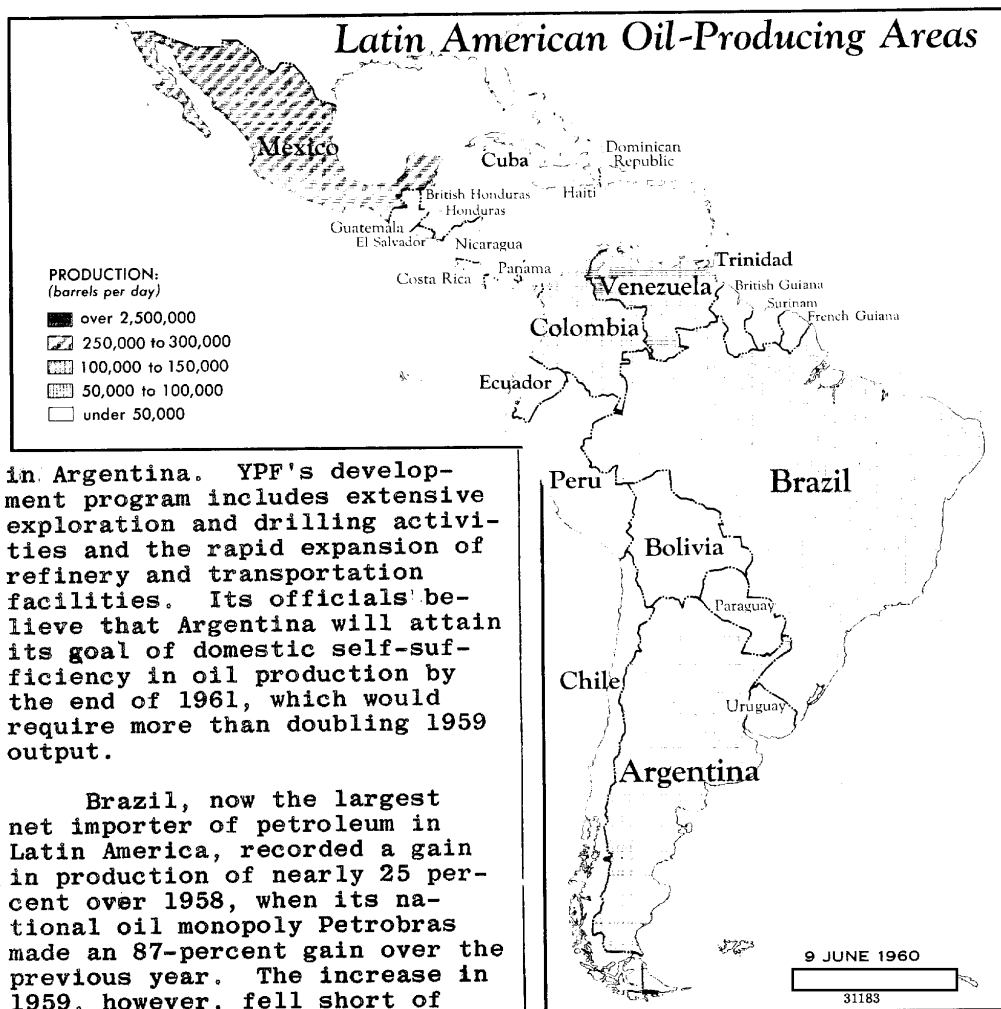 Latin American Oil-Producing Areas
México
Cuba
Dominican
Republic
Haiti
British Honduras
Honduras
Guatemala
El Salvador
Nicaragua
Costa Rica
Panama
Trinidad
Venezuela
British Guiana
Surinam
French Guiana
Colombia
Ecuador
Peru
Brazil
Bolivia
Paraguay
Chile
Uruguay
Argentina
PRODUCTION:
(barrels per day)
over 2,500,000
250,000 to 300,000
100,000 to 150,000
50,000 to 100,000
under 50,000
9 JUNE 1960
31183
in Argentina. YPF's develop-
ment program includes extensive
exploration and drilling activi-
ties and the rapid expansion of
refinery and transportation
facilities. Its officials be-
lieve that Argentina will attain
its goal of domestic self-suf-
ficiency in oil production by
the end of 1961, which would
require more than doubling 1959
output.
Brazil, now the largest
net importer of petroleum in
Latin America, recorded a gain
in production of nearly 25 per-
cent over 1958, when its na-
tional oil monopoly Petrobras
made an 87-percent gain over the
previous year. The increase in
1959, however, fell short of